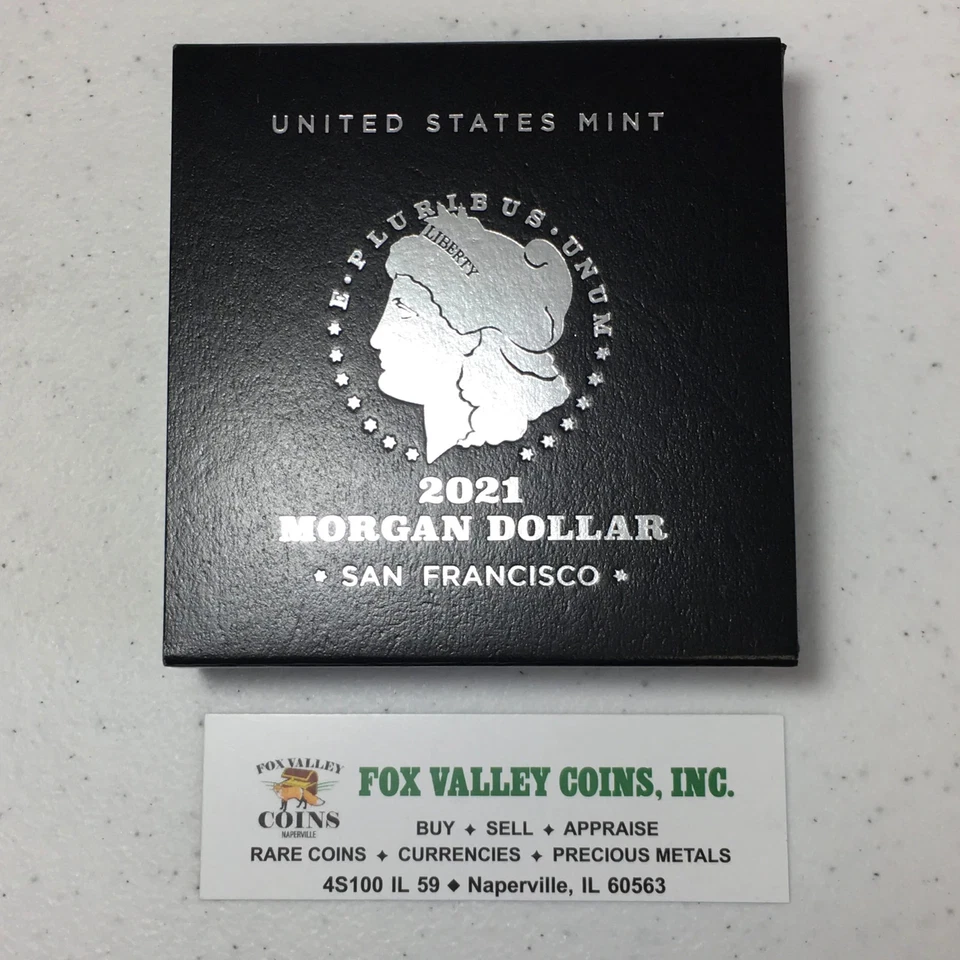 UNITED STATES MINT
E·PLURIBUS·UNUM
LIBERTY
2021
MORGAN DOLLAR
* SAN FRANCISCO *
FOX VALLEY
COINS
NAPERVILLE
FOX VALLEY COINS, INC.
BUY ✦ SELL ✦ APPRAISE
RARE COINS ✦ CURRENCIES ✦ PRECIOUS METALS
4S100 IL 59 ◆ Naperville, IL 60563